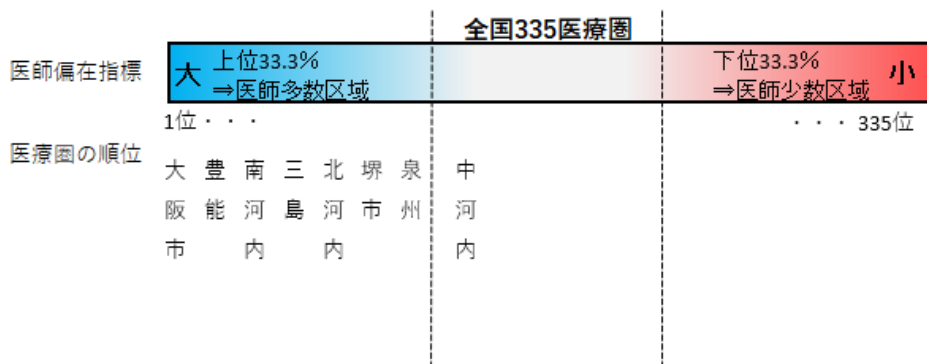 全国335医療圏
医師偏在指標
大 上位33.3%
⇒医師多数区域
下位33.3% 小
⇒医師少数区域
1位・・・
・・・335位
医療圏の順位
大阪市
豊能
南河内
三島
北河内
堺市
泉州
中河内